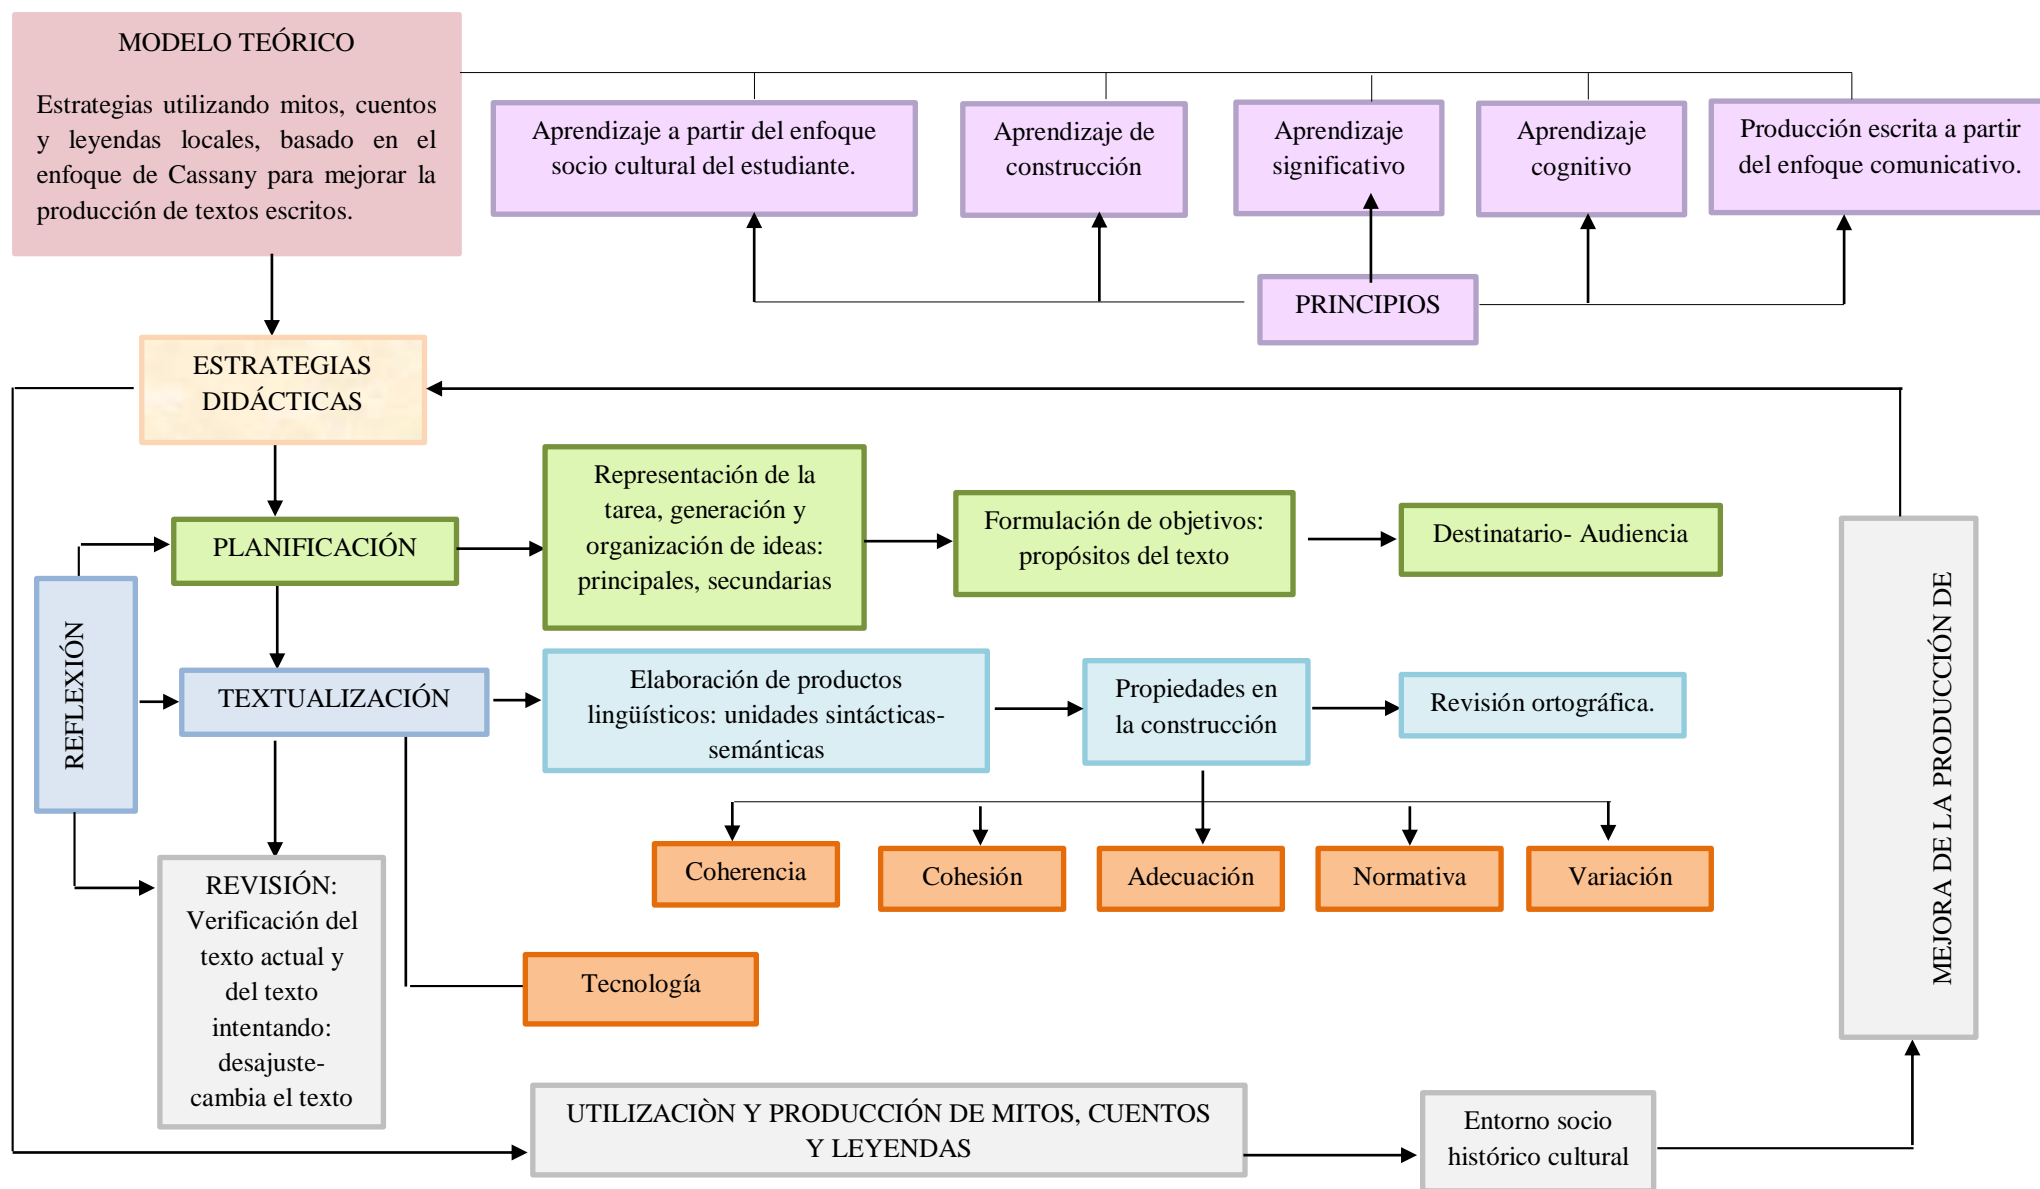 MODELO TEÓRICO
Estrategias utilizando mitos, cuentos
y leyendas locales, basado en el
enfoque de Cassany para mejorar la
producción de textos escritos.
Aprendizaje a partir del enfoque
socio cultural del estudiante.
Aprendizaje de
construcción
Aprendizaje
significativo
Aprendizaje
cognitivo
Producción escrita a partir
del enfoque comunicativo.
PRINCIPIOS
ESTRATEGIAS
DIDÁCTICAS
PLANIFICACIÓN
Representación de la
tarea, generación y
organización de ideas:
principales, secundarias
Formulación de objetivos:
propósitos del texto
Destinatario- Audiencia
REFLEXIÓN
TEXTUALIZACIÓN
Elaboración de productos
lingüísticos: unidades sintácticas-
semánticas
Propiedades en
la construcción
Revisión ortográfica.
Coherencia
Cohesión
Adecuación
Normativa
Variación
REVISIÓN:
Verificación del
texto actual y
del texto
intentando:
desajuste-
cambia el texto
Tecnología
UTILIZACIÒN Y PRODUCCIÓN DE MITOS, CUENTOS
Y LEYENDAS
Entorno socio
histórico cultural
MEJORA DE LA PRODUCCIÓN DE